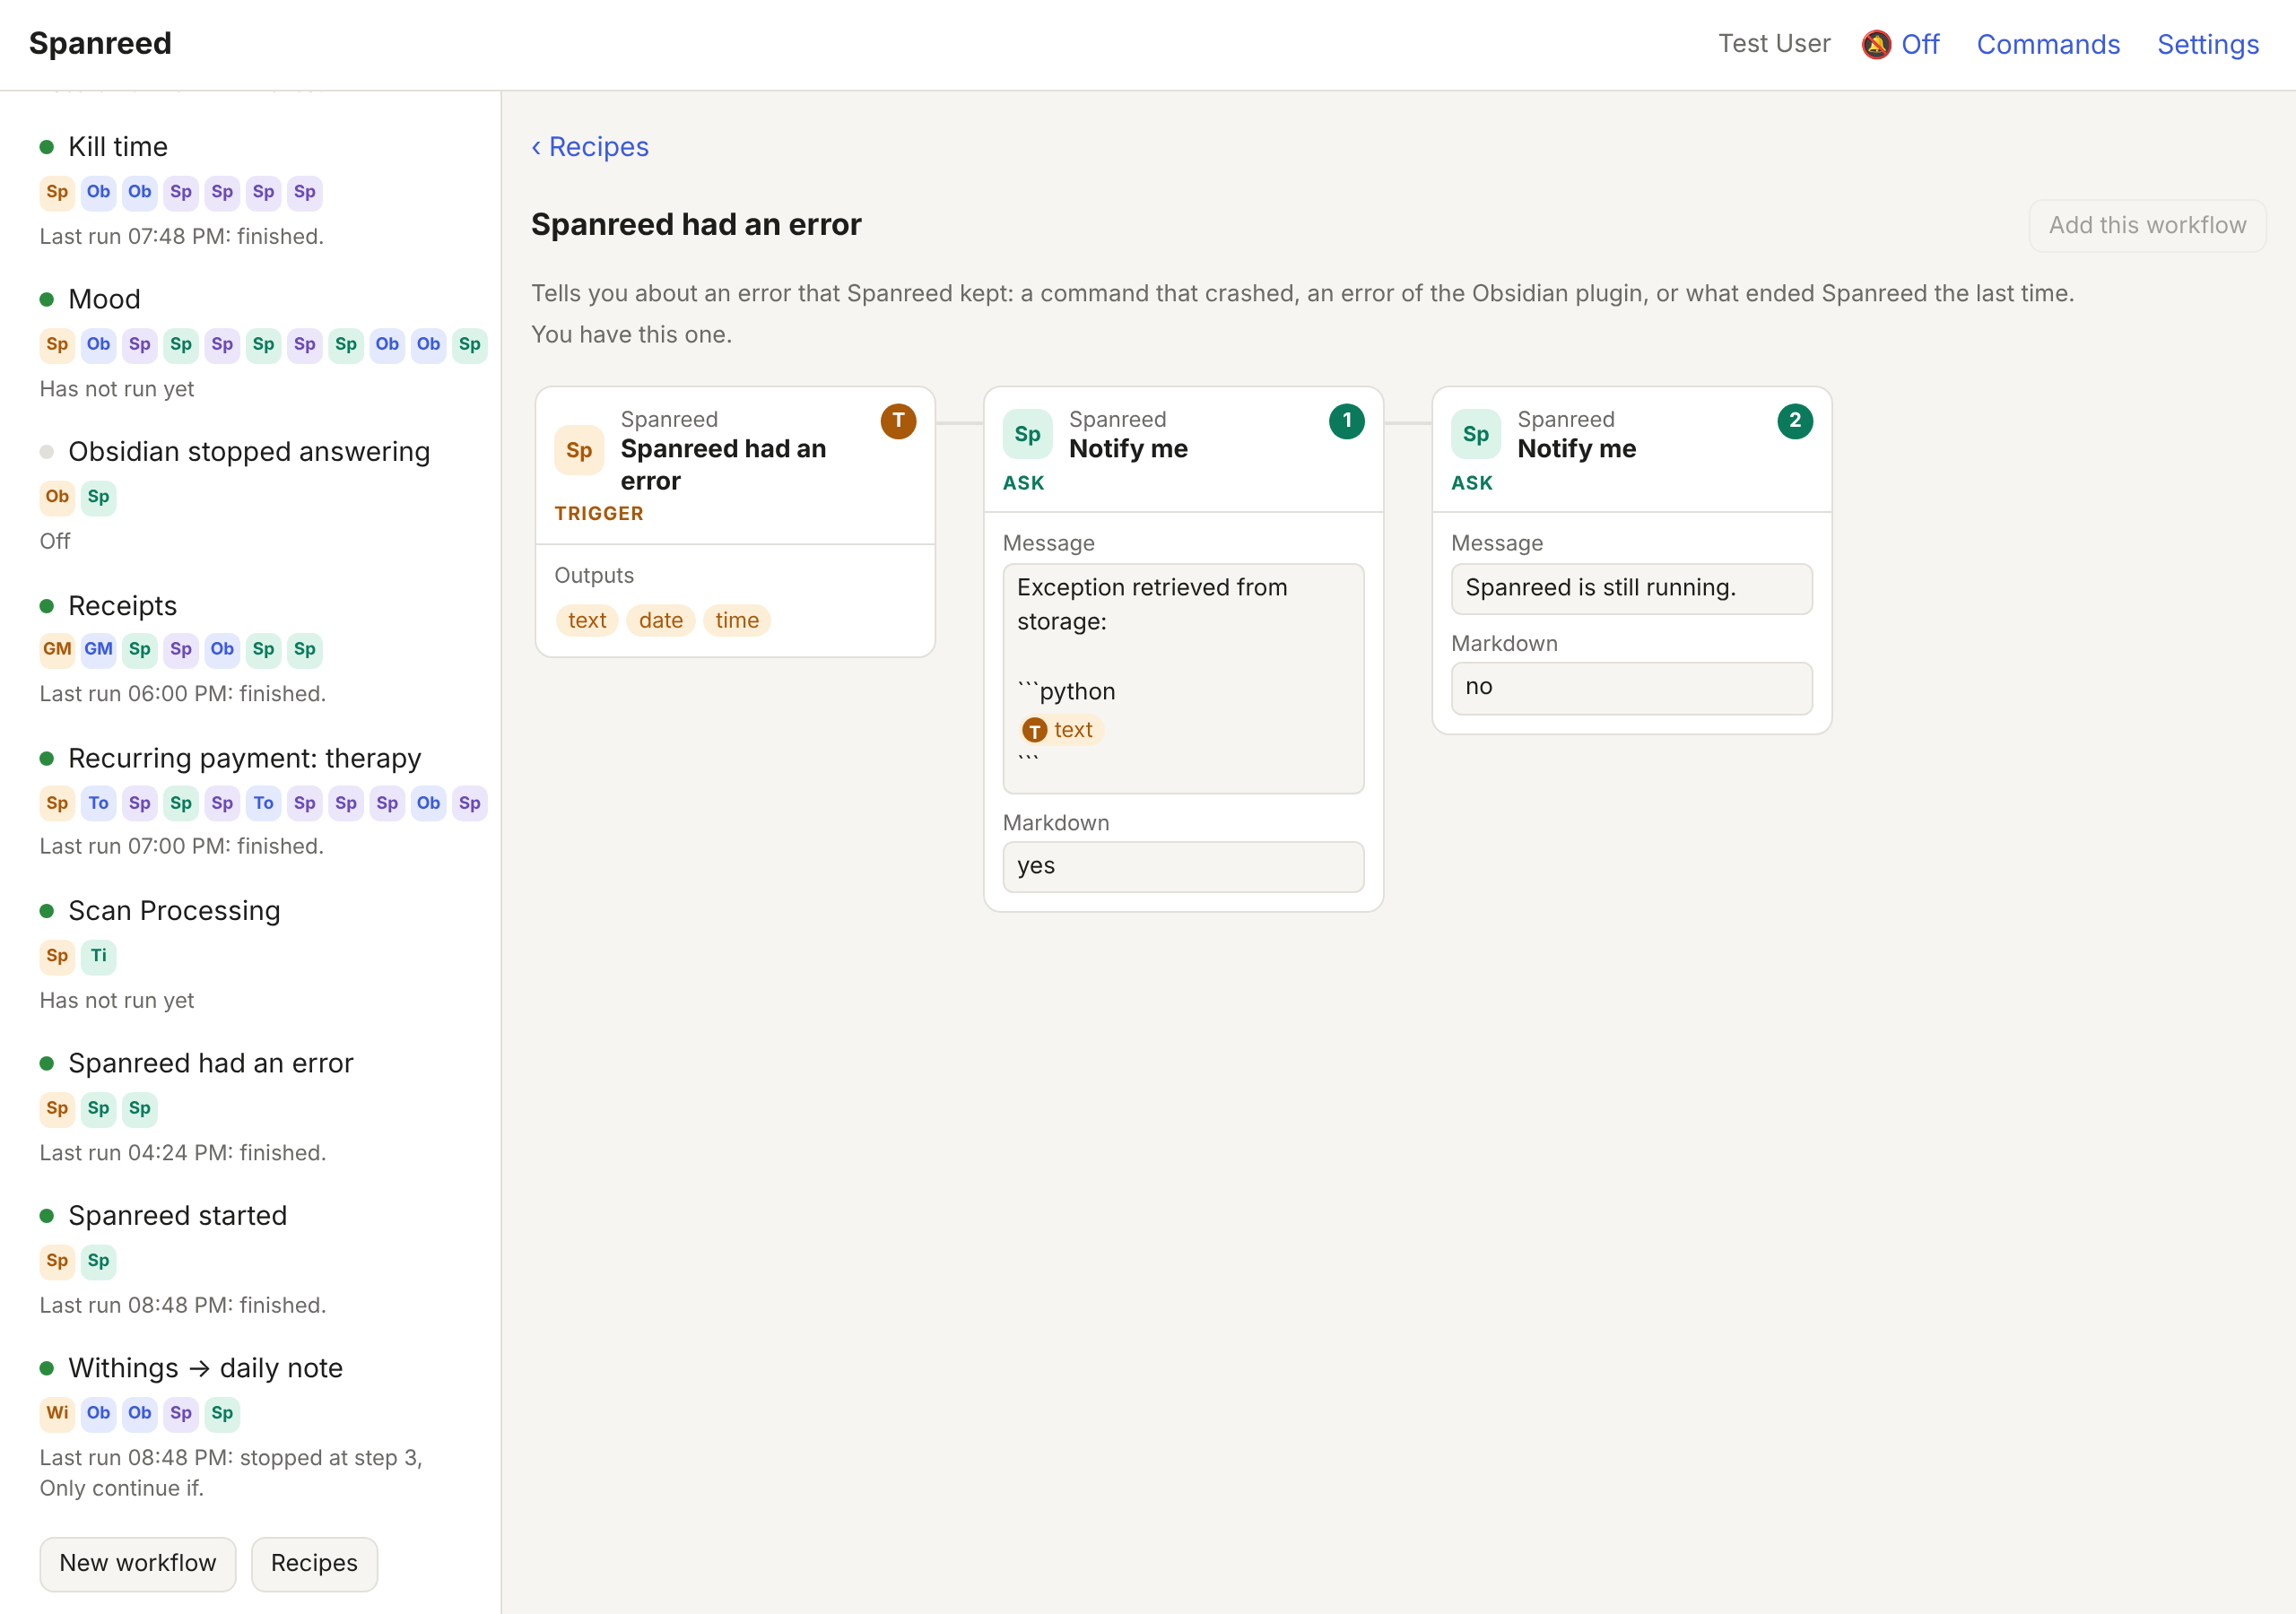 Spanreed
Test User
Off
Commands
Settings
Kill time
Sp Ob Ob Sp Sp Sp Sp
Last run 07:48 PM: finished.
Mood
Sp Ob Sp Sp Sp Sp Sp Sp Ob Ob Sp
Has not run yet
Obsidian stopped answering
Ob Sp
Off
Receipts
GM GM Sp Sp Ob Sp Sp
Last run 06:00 PM: finished.
Recurring payment: therapy
Sp To Sp Sp Sp To Sp Sp Sp Ob Sp
Last run 07:00 PM: finished.
Scan Processing
Sp Ti
Has not run yet
Spanreed had an error
Sp Sp Sp
Last run 04:24 PM: finished.
Spanreed started
Sp Sp
Last run 08:48 PM: finished.
Withings → daily note
Wi Ob Ob Sp Sp
Last run 08:48 PM: stopped at step 3,
Only continue if.
New workflow
Recipes
‹ Recipes
Spanreed had an error
Add this workflow
Tells you about an error that Spanreed kept: a command that crashed, an error of the Obsidian plugin, or what ended Spanreed the last time.
You have this one.
Sp
Spanreed
Spanreed had an
error
T
TRIGGER
Outputs
text date time
Sp
Spanreed
Notify me
1
ASK
Message
Exception retrieved from
storage:
```python
T text
```
Markdown
yes
Sp
Spanreed
Notify me
2
ASK
Message
Spanreed is still running.
Markdown
no